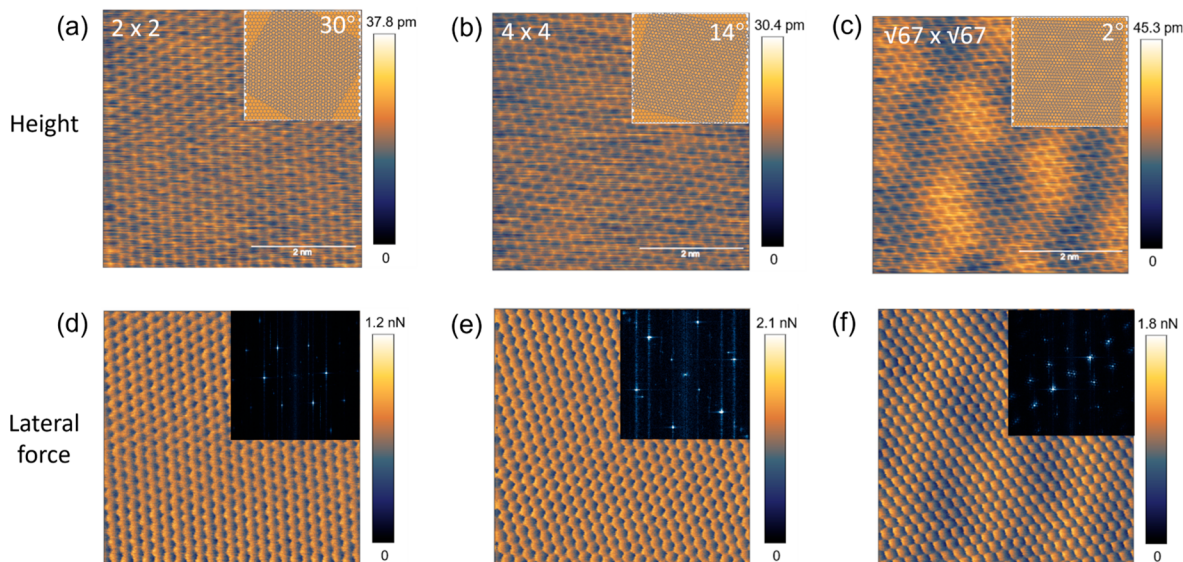 (a)
2 x 2
30°
37.8 pm
2 nm
0
(b)
4 x 4
14°
30.4 pm
2 nm
0
(c)
√67 x √67
2°
45.3 pm
2 nm
0
Height
(d)
1.2 nN
0
(e)
2.1 nN
0
(f)
1.8 nN
0
Lateral
force